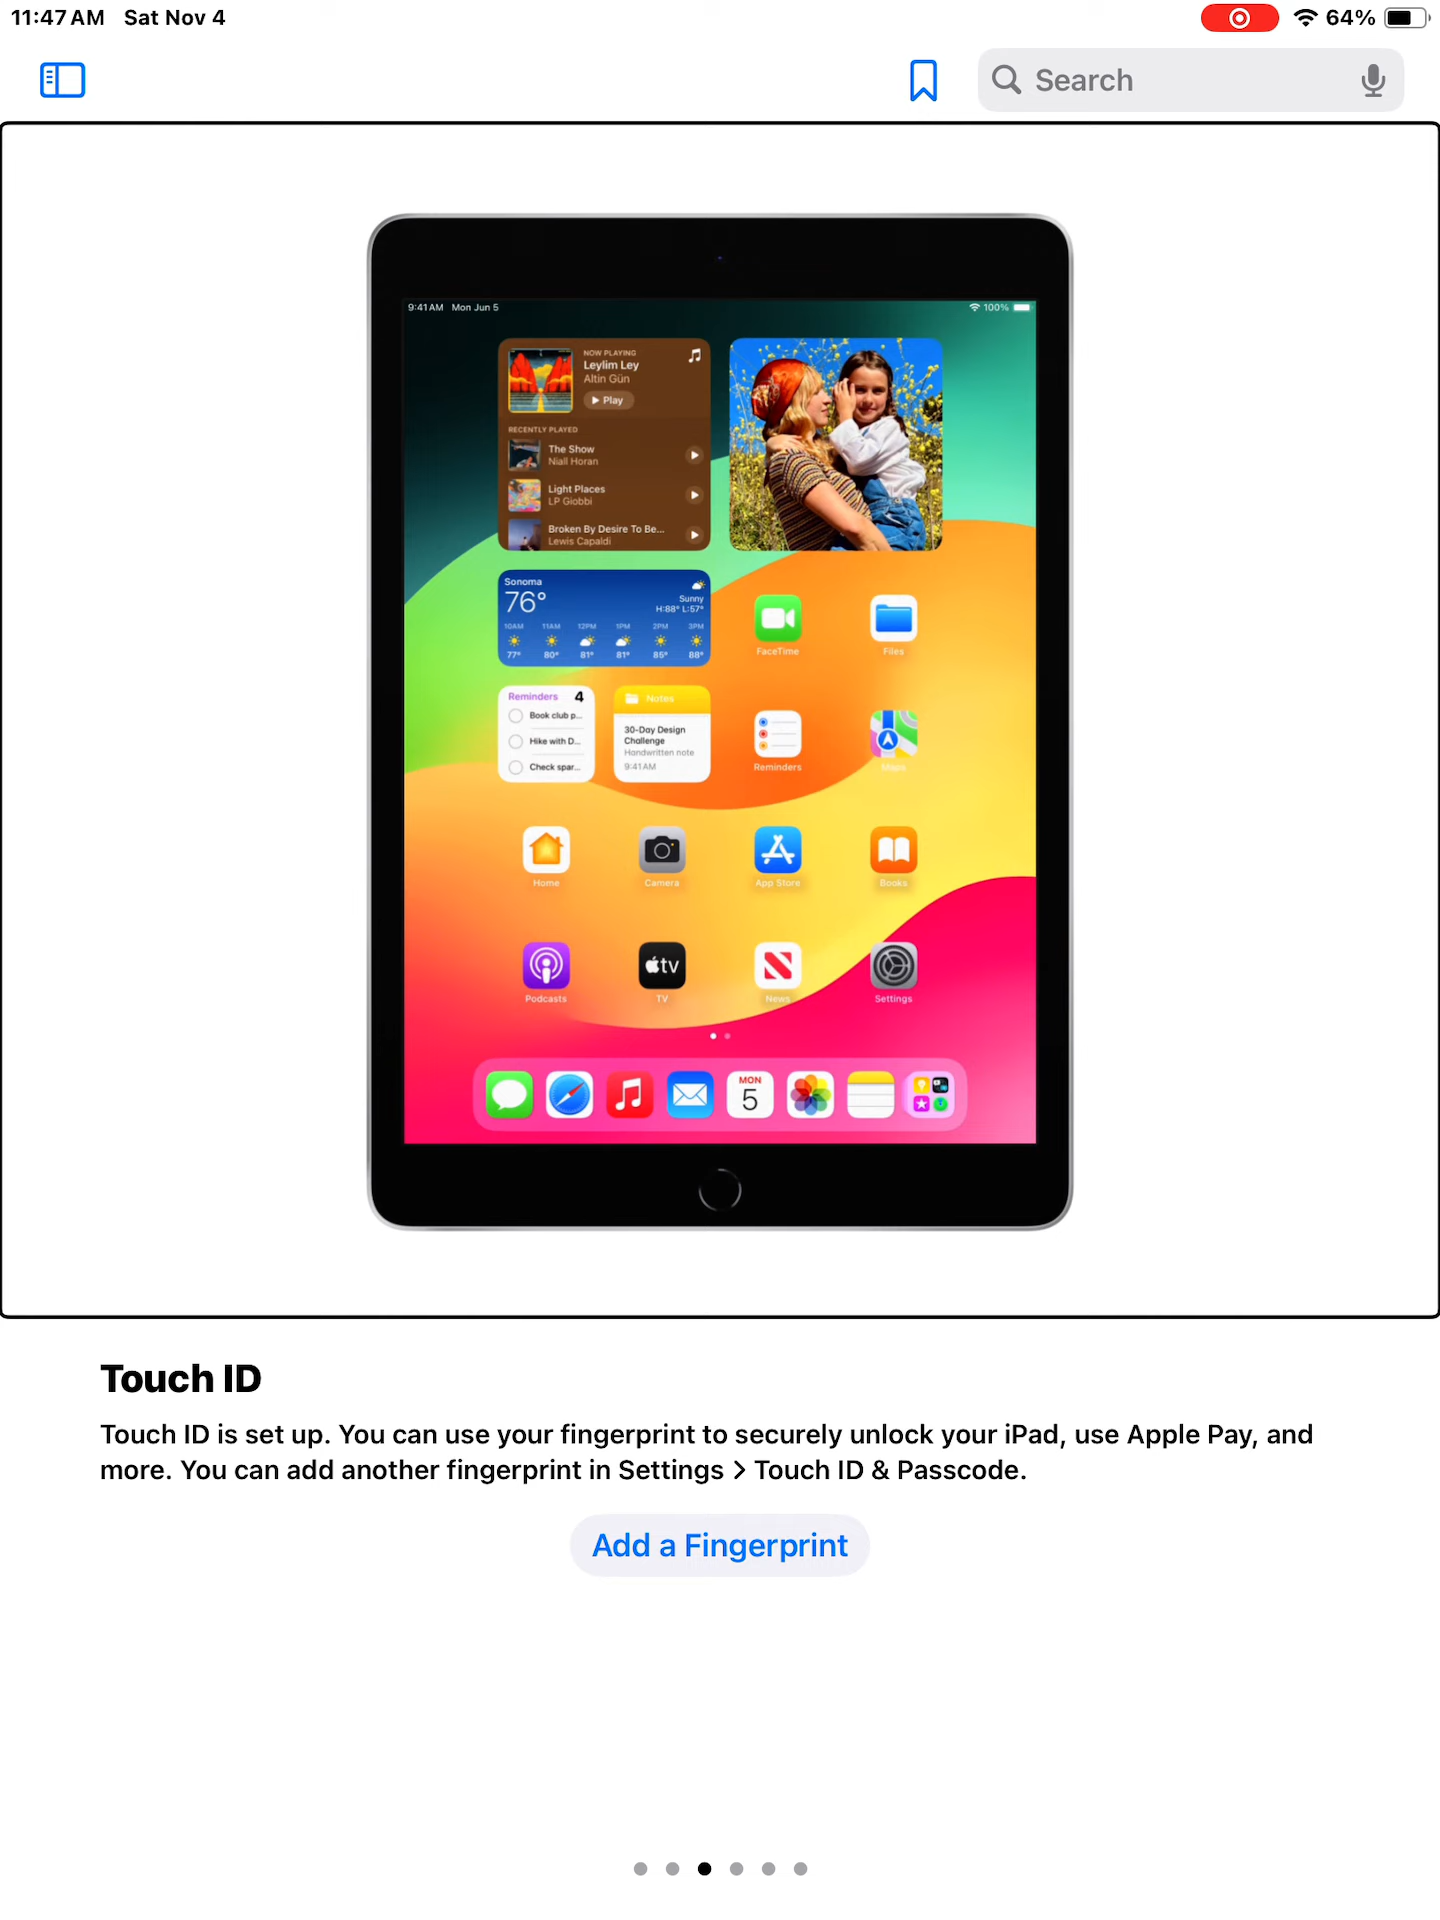 11:47 AM Sat Nov 4
64%
Search
9:41 AM Mon Jun 5
100%
NOW PLAYING
Leylim Ley
Altin Gün
Play
RECENTLY PLAYED
The Show
Niall Horan
Light Places
LP Giobbi
Broken By Desire To Be...
Lewis Capaldi
Sonoma
76°
Sunny
H:88° L:57°
10AM 11AM 12PM 1PM 2PM 3PM
77° 80° 81° 81° 85° 88°
FaceTime
Files
Reminders 4
Book club p...
Hike with D...
Check spar...
Notes
30-Day Design
Challenge
Handwritten note
9:41 AM
Reminders
Maps
Home
Camera
App Store
Books
Podcasts
tv
TV
News
Settings
MON
5
Touch ID
Touch ID is set up. You can use your fingerprint to securely unlock your iPad, use Apple Pay, and
more. You can add another fingerprint in Settings > Touch ID & Passcode.
Add a Fingerprint